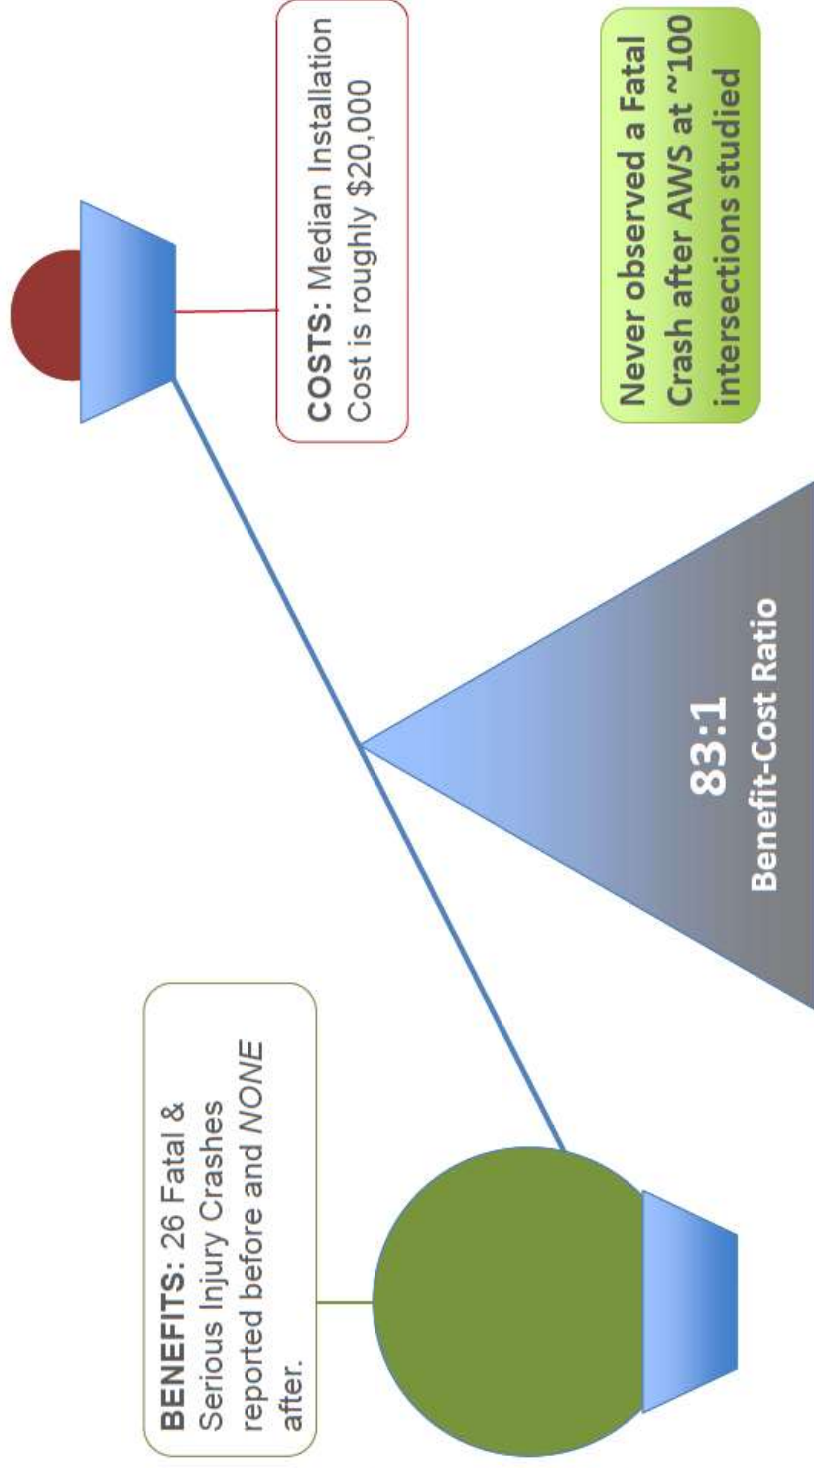 BENEFITS: 26 Fatal &
Serious Injury Crashes
reported before and NONE
after.
COSTS: Median Installation
Cost is roughly $20,000
83:1
Benefit-Cost Ratio
Never observed a Fatal
Crash after AWS at ~100
intersections studied